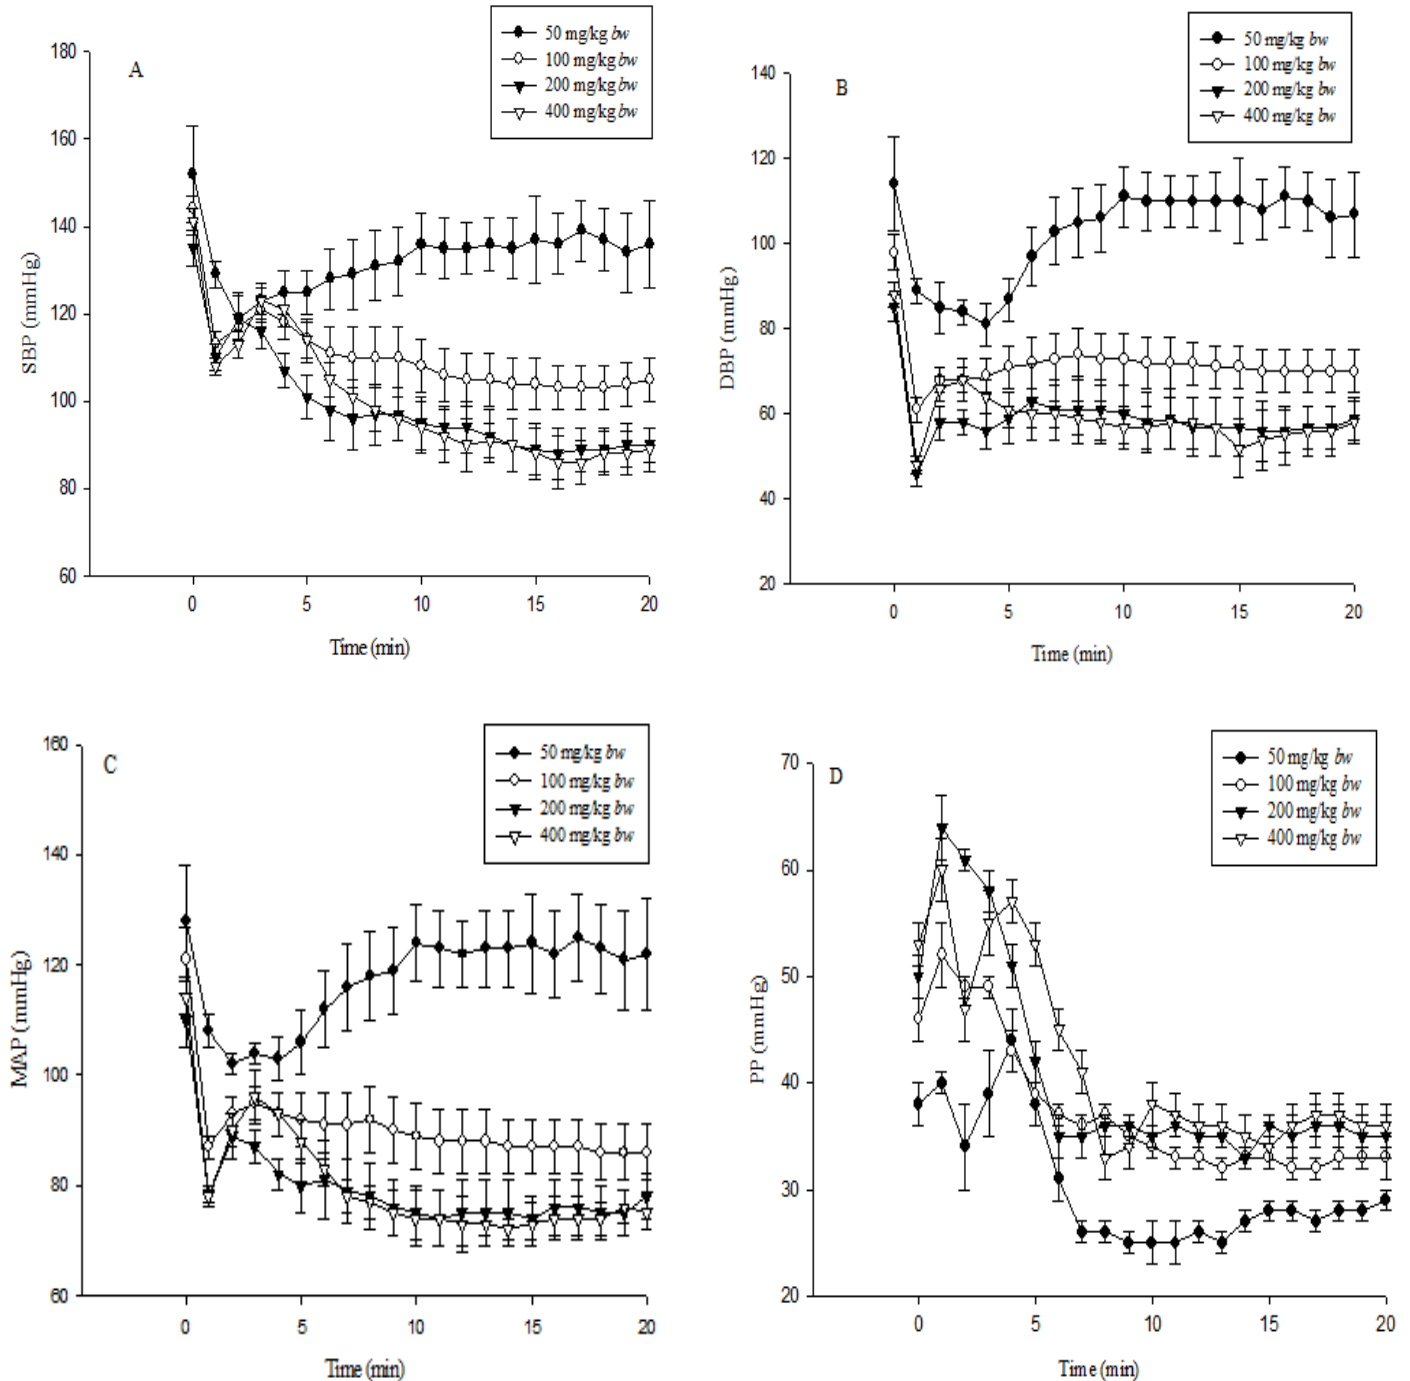 50 mg/kg bw
100 mg/kg bw
200 mg/kg bw
400 mg/kg bw
A
180
160
140
120
100
80
60
SBP (mmHg)
0 5 10 15 20
Time (min)
50 mg/kg bw
100 mg/kg bw
200 mg/kg bw
400 mg/kg bw
B
140
120
100
80
60
40
20
DBP (mmHg)
0 5 10 15 20
Time (min)
50 mg/kg bw
100 mg/kg bw
200 mg/kg bw
400 mg/kg bw
C
160
140
120
100
80
60
MAP (mmHg)
0 5 10 15 20
Time (min)
50 mg/kg bw
100 mg/kg bw
200 mg/kg bw
400 mg/kg bw
D
70
60
50
40
30
20
PP (mmHg)
0 5 10 15 20
Time (min)